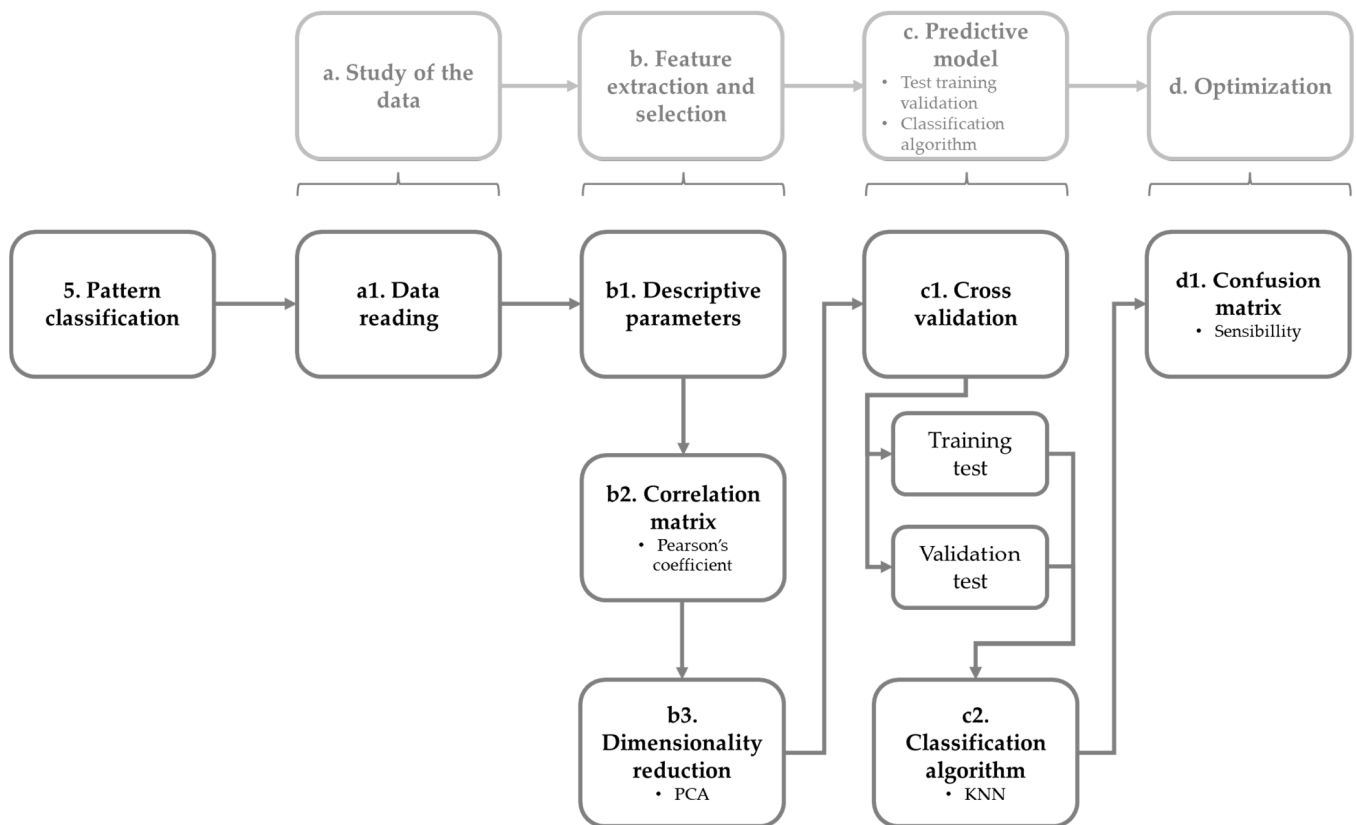 a. Study of the
data
b. Feature
extraction and
selection
c. Predictive
model
• Test training
validation
• Classification
algorithm
d. Optimization
5. Pattern
classification
a1. Data
reading
b1. Descriptive
parameters
c1. Cross
validation
d1. Confusion
matrix
• Sensibillity
Training
test
b2. Correlation
matrix
• Pearson's
coefficient
Validation
test
b3.
Dimensionality
reduction
• PCA
c2.
Classification
algorithm
• KNN